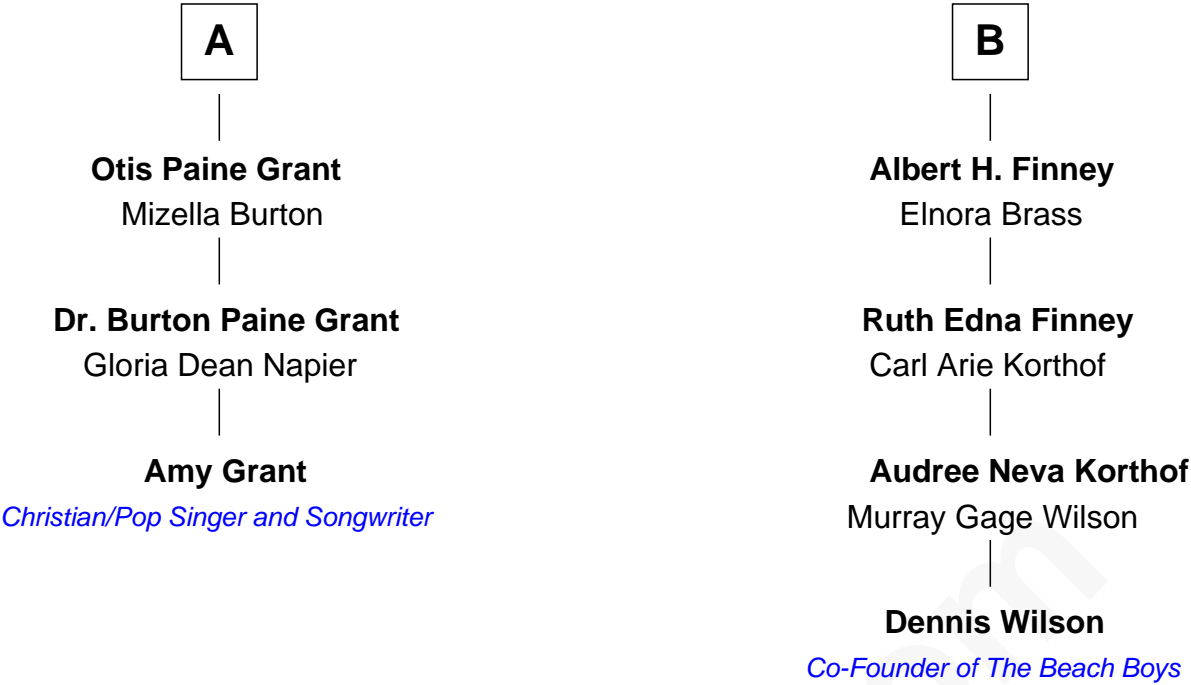 A
Otis Paine Grant
Mizella Burton
Dr. Burton Paine Grant
Gloria Dean Napier
Amy Grant
Christian/Pop Singer and Songwriter
B
Albert H. Finney
Elnora Brass
Ruth Edna Finney
Carl Arie Korthof
Audree Neva Korthof
Murray Gage Wilson
Dennis Wilson
Co-Founder of The Beach Boys